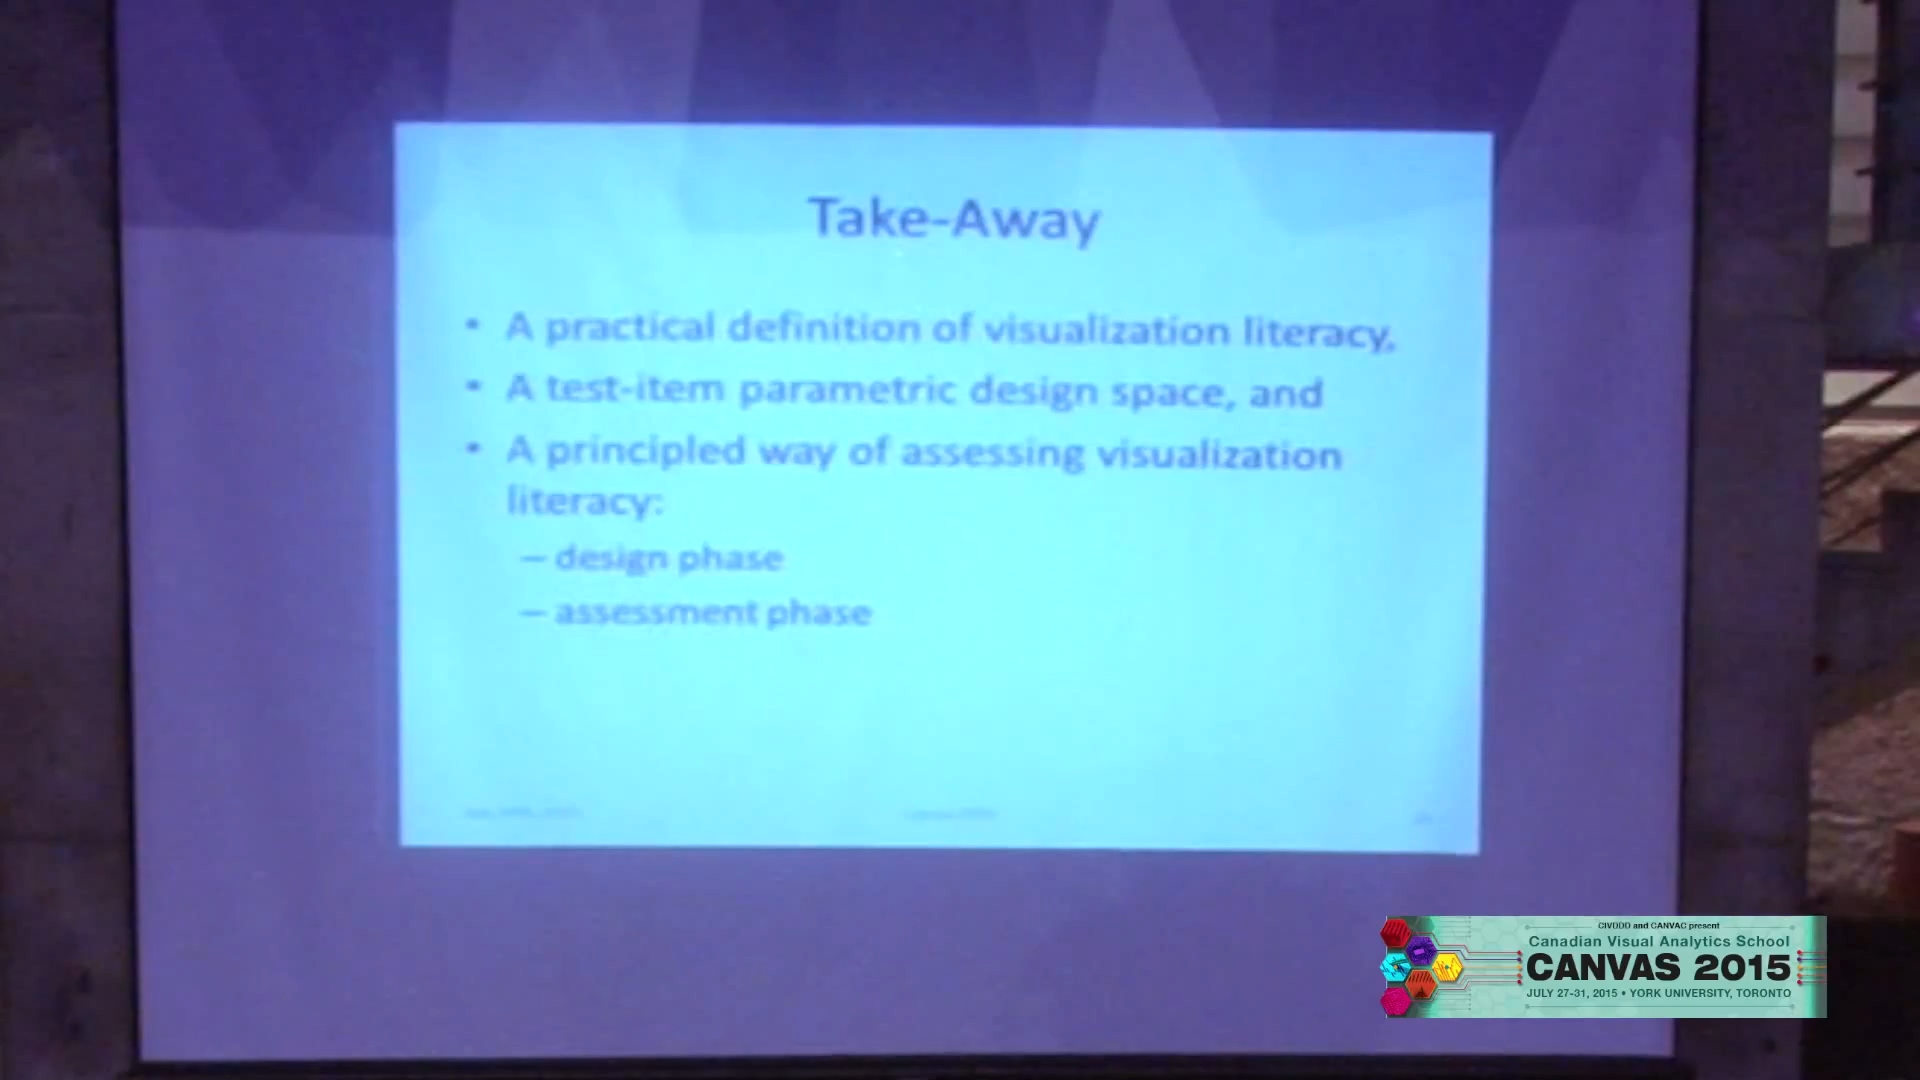 Take-Away
• A practical definition of visualization literacy,
• A test-item parametric design space, and
• A principled way of assessing visualization
literacy:
– design phase
– assessment phase
CIVDDD and CANVAC present
Canadian Visual Analytics School
CANVAS 2015
JULY 27-31, 2015 • YORK UNIVERSITY, TORONTO